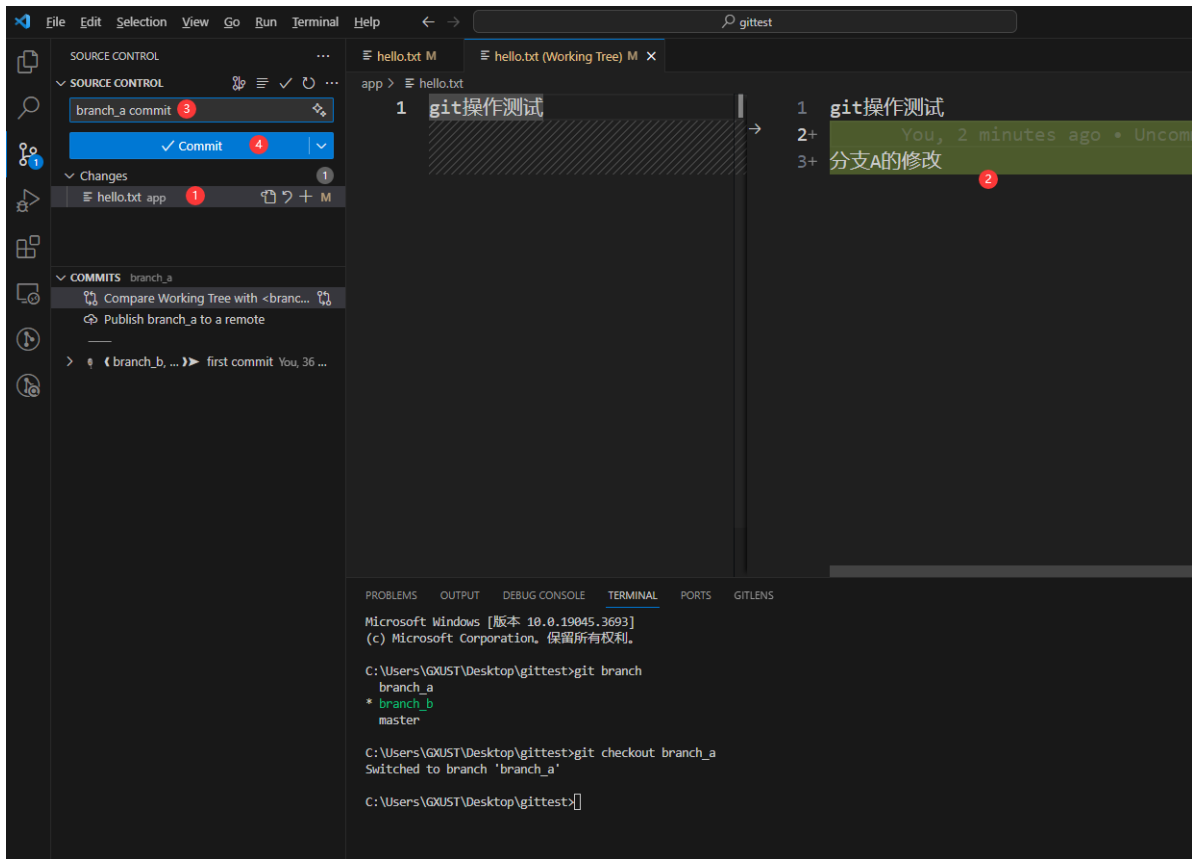 File Edit Selection View Go Run Terminal Help gittest
SOURCE CONTROL
SOURCE CONTROL
branch_a commit 3
Commit 4
Changes 1
hello.txt app 1 M
1
COMMITS branch_a
Compare Working Tree with <branc...
Publish branch_a to a remote
branch_b, ... first commit You, 36 ...
hello.txt M hello.txt (Working Tree) M
app > hello.txt
1 git操作测试
1 git操作测试
2+ You, 2 minutes ago • Uncom
3+ 分支A的修改
2
PROBLEMS OUTPUT DEBUG CONSOLE TERMINAL PORTS GITLENS
Microsoft Windows [版本 10.0.19045.3693]
(c) Microsoft Corporation。保留所有权利。
C:\Users\GXUST\Desktop\gittest>git branch
branch_a
* branch_b
master
C:\Users\GXUST\Desktop\gittest>git checkout branch_a
Switched to branch 'branch_a'
C:\Users\GXUST\Desktop\gittest>